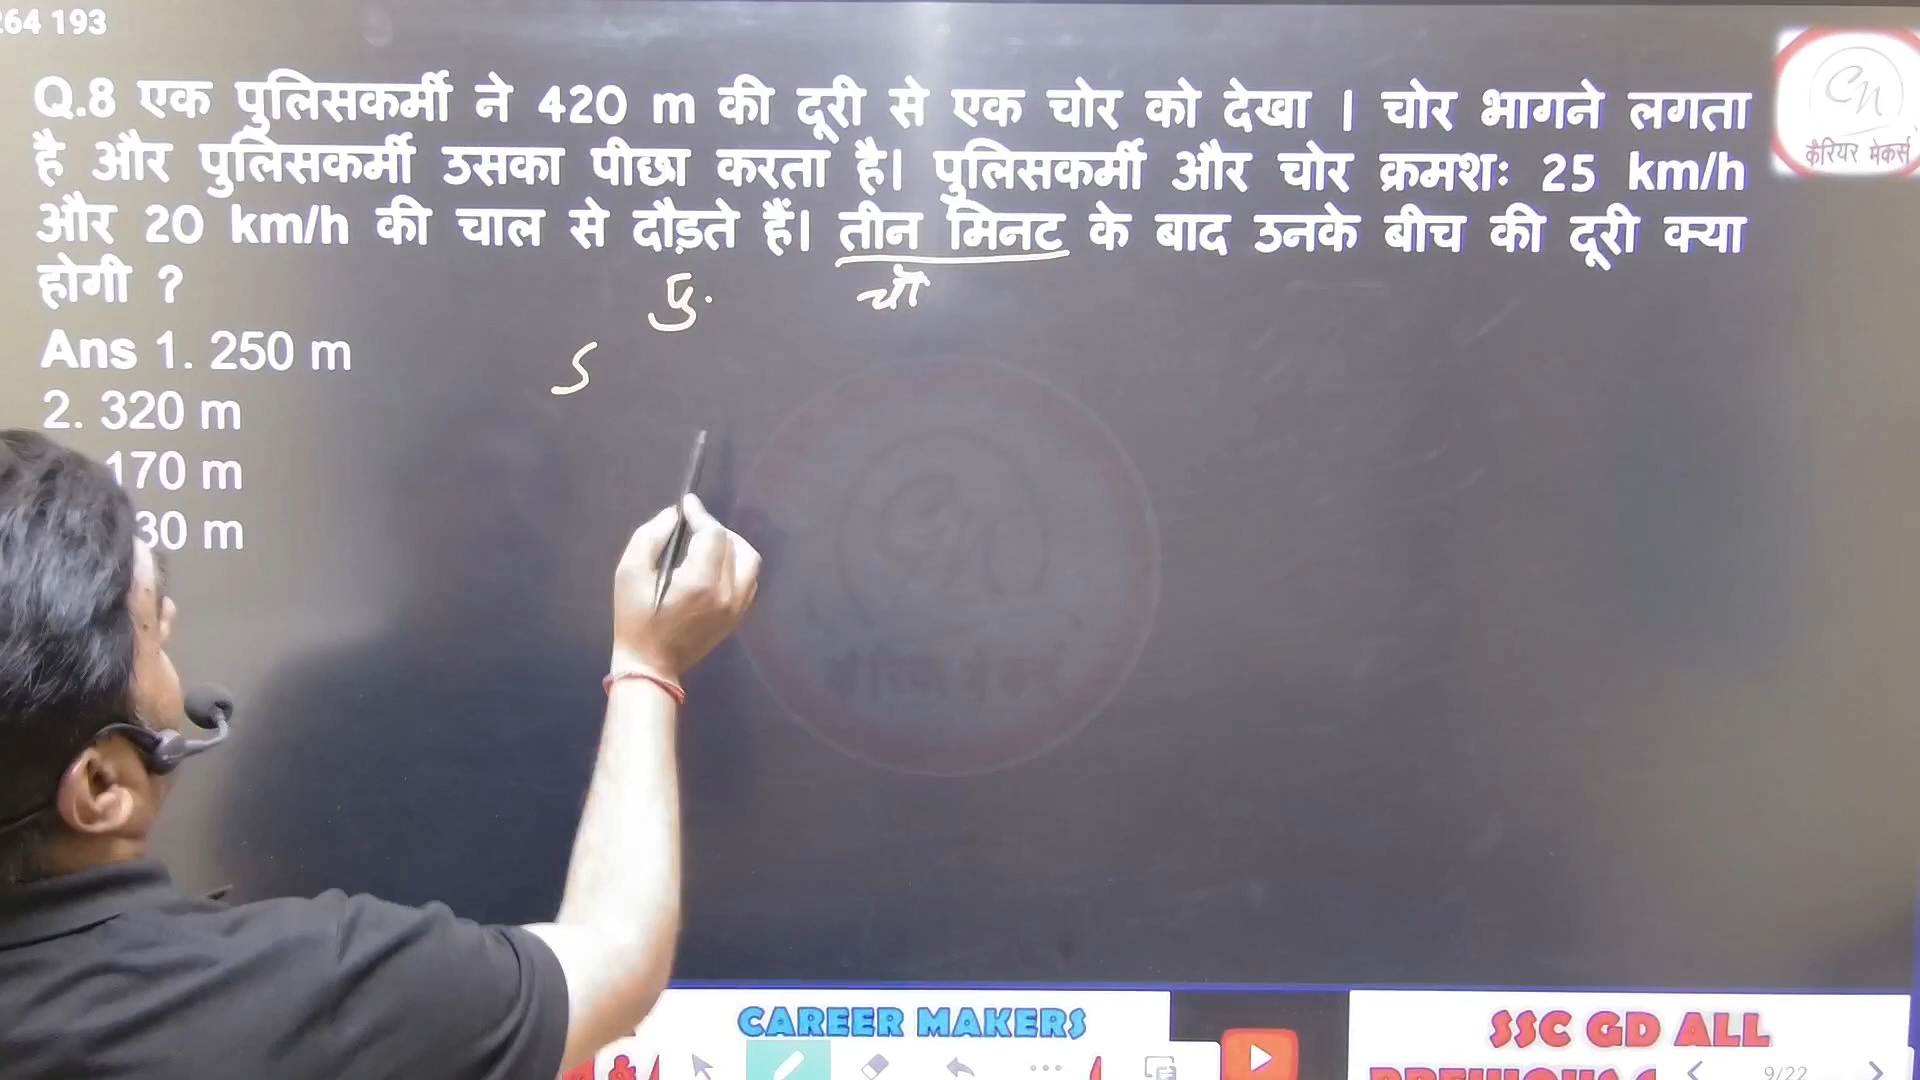 264 193
Q.8 एक पुलिसकर्मी ने 420 m की दूरी से एक चोर को देखा । चोर भागने लगता
है और पुलिसकर्मी उसका पीछा करता है। पुलिसकर्मी और चोर क्रमशः 25 km/h
और 20 km/h की चाल से दौड़ते हैं। तीन मिनट के बाद उनके बीच की दूरी क्या
होगी ?
पु. चो
Ans 1. 250 m
S
2. 320 m
170 m
30 m
CN
कैरियर मेकर्स
CAREER MAKERS
SSC GD ALL
9/22